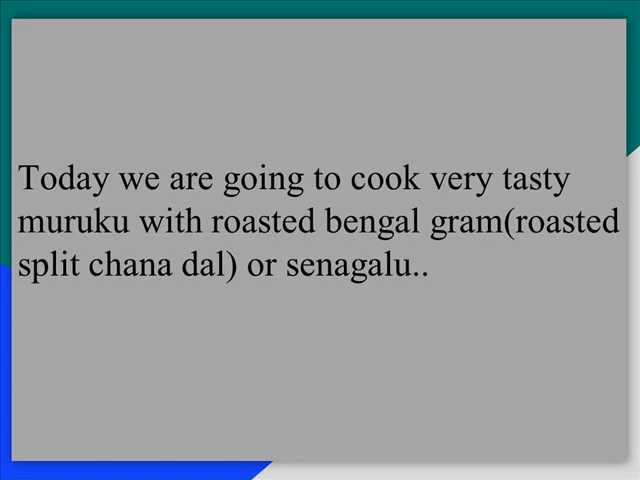 Today we are going to cook very tasty
muruku with roasted bengal gram(roasted
split chana dal) or senagalu..